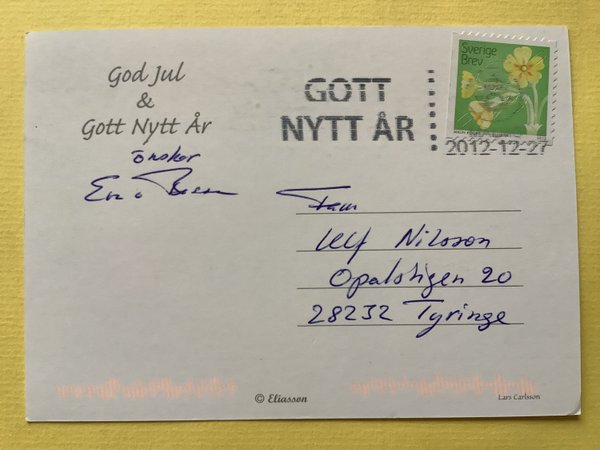 God Jul
&
Gott Nytt År
önskar
GOTT
NYTT ÅR
Sverige
Brev
2012-12-27
Fam
Ulf Nilsson
Opalstigen 20
28232 Tyringe
© Eliasson
Lars Carlsson